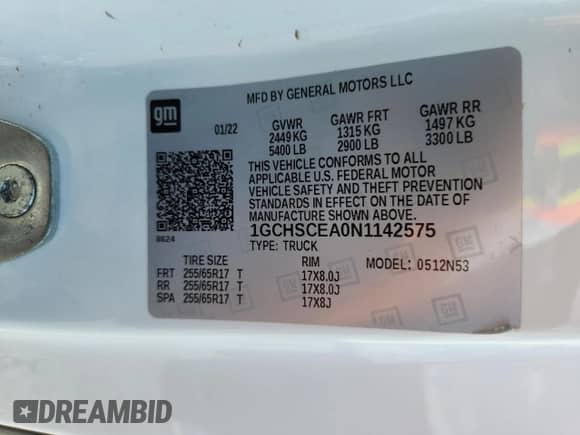 MFD BY GENERAL MOTORS LLC
gm
01/22
GVWR
2449 KG
5400 LB
GAWR FRT
1315 KG
2900 LB
GAWR RR
1497 KG
3300 LB
THIS VEHICLE CONFORMS TO ALL
APPLICABLE U.S. FEDERAL MOTOR
VEHICLE SAFETY AND THEFT PREVENTION
STANDARDS IN EFFECT ON THE DATE OF
MANUFACTURE SHOWN ABOVE.
8624
1GCHSCEA0N1142575
TYPE: TRUCK
TIRE SIZE RIM MODEL: 0512N53
FRT 255/65R17 T 17X8.0J
RR 255/65R17 T 17X8.0J
SPA 255/65R17 T 17X8J
DREAMBID